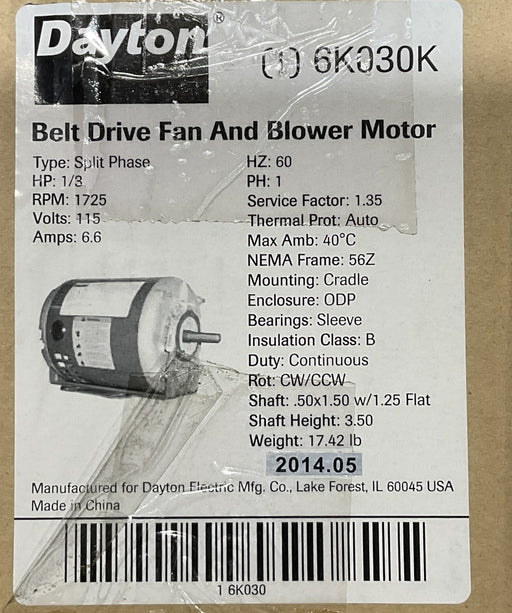 Dayton®
(1) 6K030K
Belt Drive Fan And Blower Motor
Type: Split Phase
HP: 1/3
RPM: 1725
Volts: 115
Amps: 6.6
HZ: 60
PH: 1
Service Factor: 1.35
Thermal Prot: Auto
Max Amb: 40°C
NEMA Frame: 56Z
Mounting: Cradle
Enclosure: ODP
Bearings: Sleeve
Insulation Class: B
Duty: Continuous
Rot: CW/CCW
Shaft: .50x1.50 w/1.25 Flat
Shaft Height: 3.50
Weight: 17.42 lb
2014.05
Manufactured for Dayton Electric Mfg. Co., Lake Forest, IL 60045 USA
Made in China
1 6K030